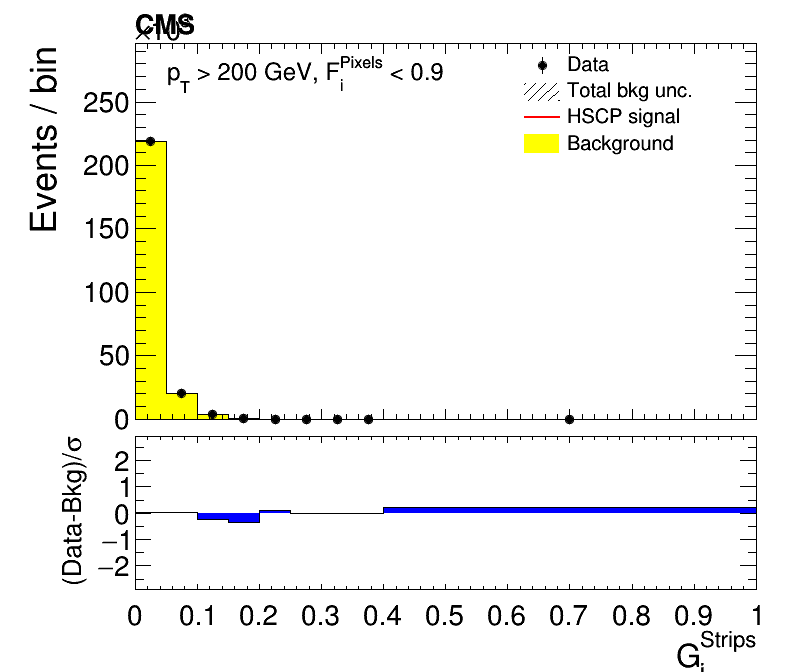 CMS
×10³
p_T > 200 GeV, F_i^Pixels < 0.9
Data
Total bkg unc.
HSCP signal
Background
Events / bin
250
200
150
100
50
0
(Data-Bkg)/σ
2
1
0
−1
−2
0 0.1 0.2 0.3 0.4 0.5 0.6 0.7 0.8 0.9 1
G_i^Strips